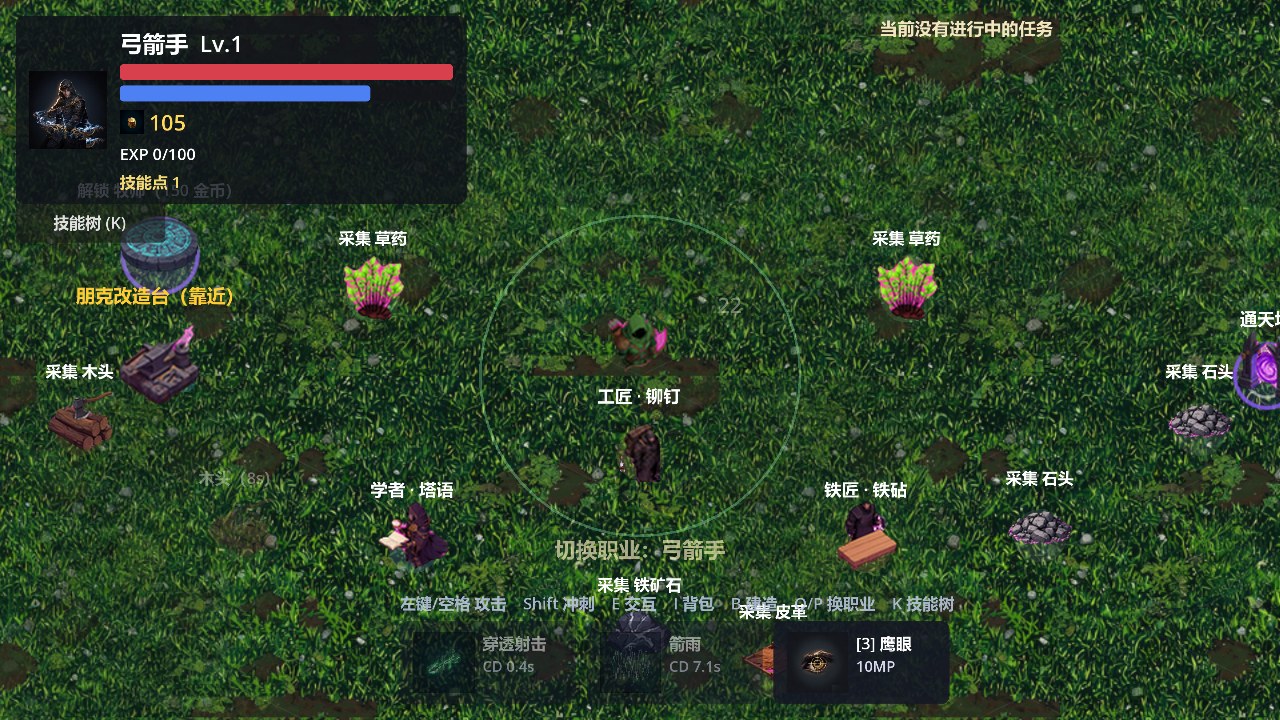 弓箭手 Lv.1
当前没有进行中的任务
105
EXP 0/100
技能点 1
技能树 (K)
采集 草药
采集 草药
朋克改造台（靠近）
22
通天
采集 木头
采集 石头
工匠 · 铆钉
木头 (8s)
学者 · 塔语
铁匠 · 铁砧
采集 石头
切换职业：弓箭手
采集 铁矿石
左键/空格 攻击 Shift 冲刺 E 交互 I 背包 B 建造 O/P 换职业 K 技能树
采集 皮革
穿透射击
CD 0.4s
箭雨
CD 7.1s
[3] 鹰眼
10MP